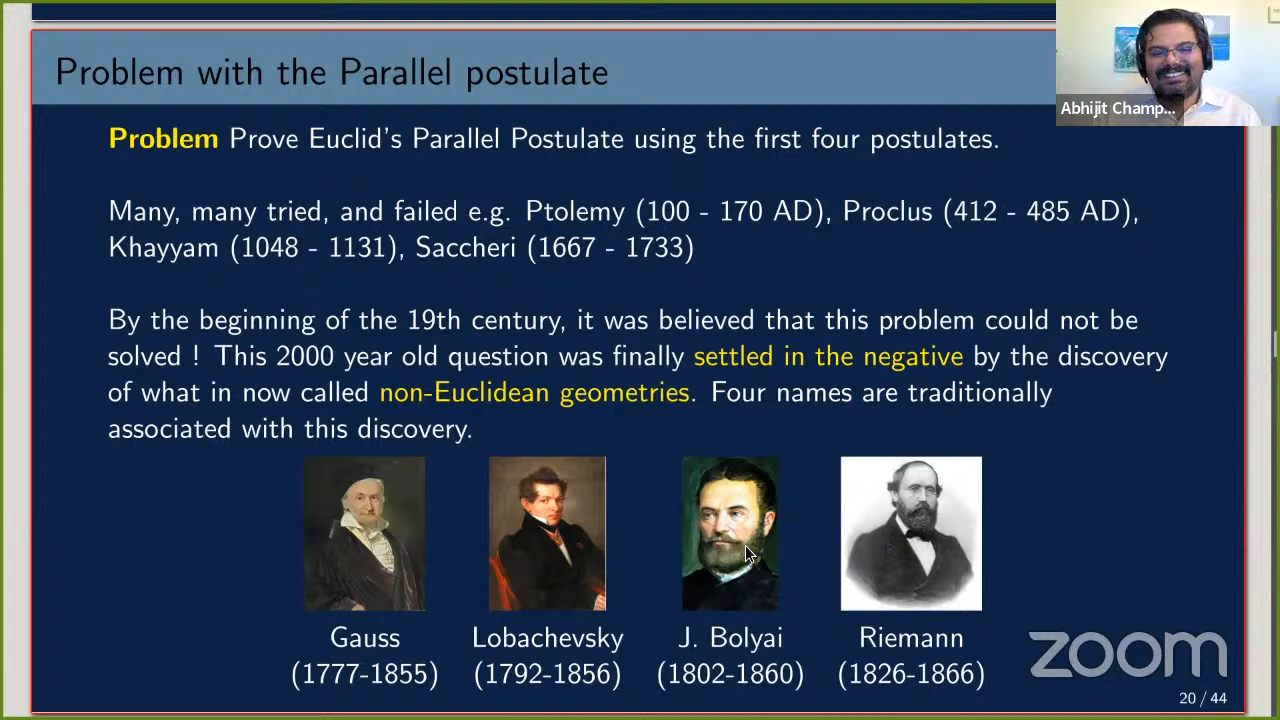 Problem with the Parallel postulate
Abhijit Champ...
Problem Prove Euclid's Parallel Postulate using the first four postulates.
Many, many tried, and failed e.g. Ptolemy (100 - 170 AD), Proclus (412 - 485 AD),
Khayyam (1048 - 1131), Saccheri (1667 - 1733)
By the beginning of the 19th century, it was believed that this problem could not be
solved ! This 2000 year old question was finally settled in the negative by the discovery
of what in now called non-Euclidean geometries. Four names are traditionally
associated with this discovery.
Gauss
(1777-1855)
Lobachevsky
(1792-1856)
J. Bolyai
(1802-1860)
Riemann
(1826-1866)
zoom
20 / 44